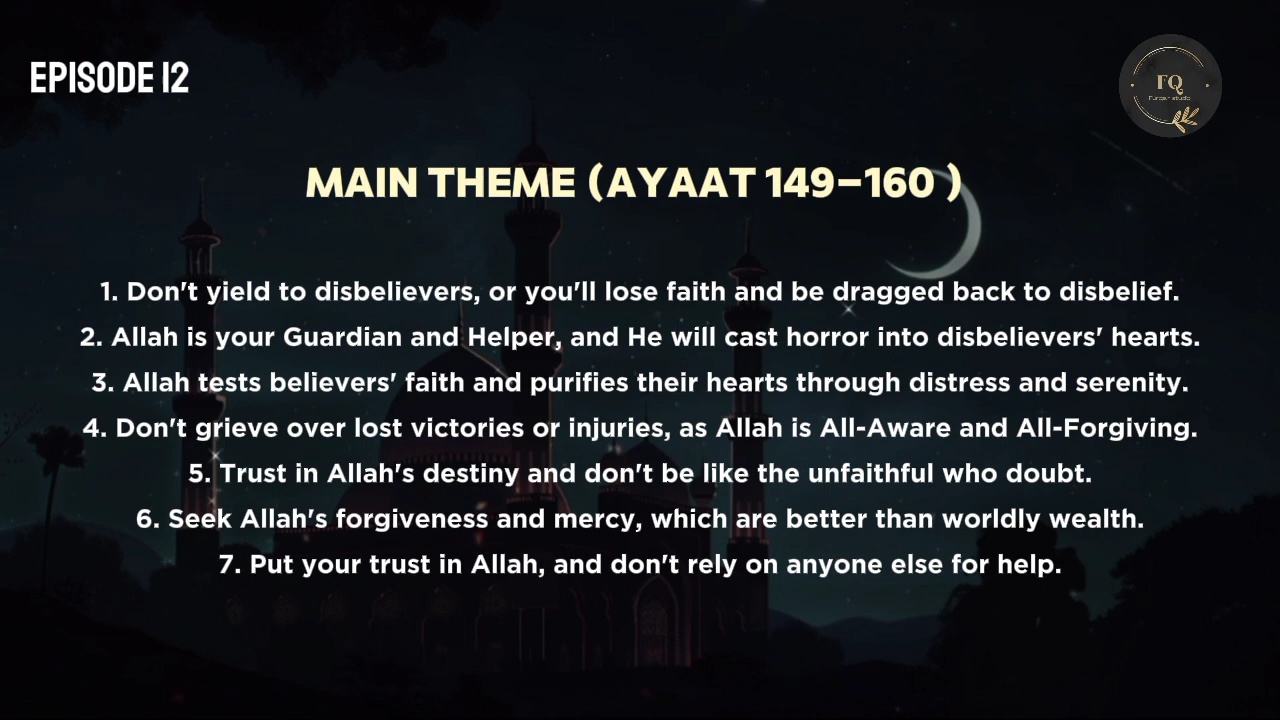 EPISODE 12
FQ
Furqan studio
MAIN THEME (AYAAT 149–160 )
1. Don't yield to disbelievers, or you'll lose faith and be dragged back to disbelief.
2. Allah is your Guardian and Helper, and He will cast horror into disbelievers' hearts.
3. Allah tests believers' faith and purifies their hearts through distress and serenity.
4. Don't grieve over lost victories or injuries, as Allah is All-Aware and All-Forgiving.
5. Trust in Allah's destiny and don't be like the unfaithful who doubt.
6. Seek Allah's forgiveness and mercy, which are better than worldly wealth.
7. Put your trust in Allah, and don't rely on anyone else for help.